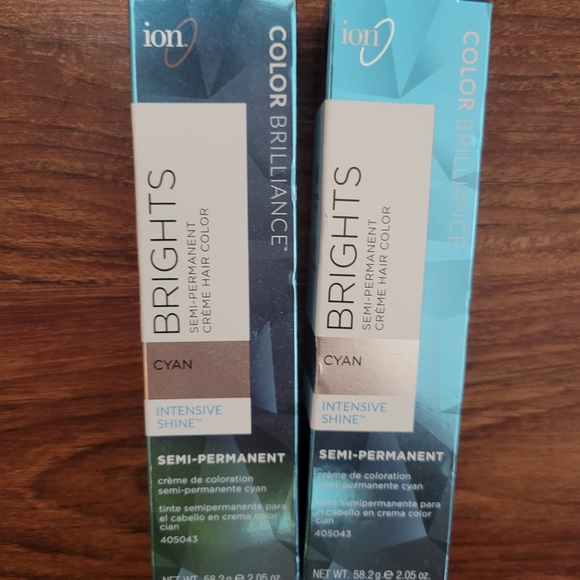 ion
COLOR BRILLIANCE™
BRIGHTS
SEMI-PERMANENT
CRÈME HAIR COLOR
CYAN
INTENSIVE
SHINE™
SEMI-PERMANENT
crème de coloration
semi-permanente cyan
tinte semipermanente para
el cabello en crema color
cian
405043
NET WT. 58.2g e 2.05 oz.
ion
COLOR BRILLIANCE
BRIGHTS
SEMI-PERMANENT
CRÈME HAIR COLOR
CYAN
INTENSIVE
SHINE™
SEMI-PERMANENT
crème de coloration
semi-permanente cyan
tinte semipermanente para
el cabello en crema color
cian
405043
NET WT. 58.2g e 2.05 oz.